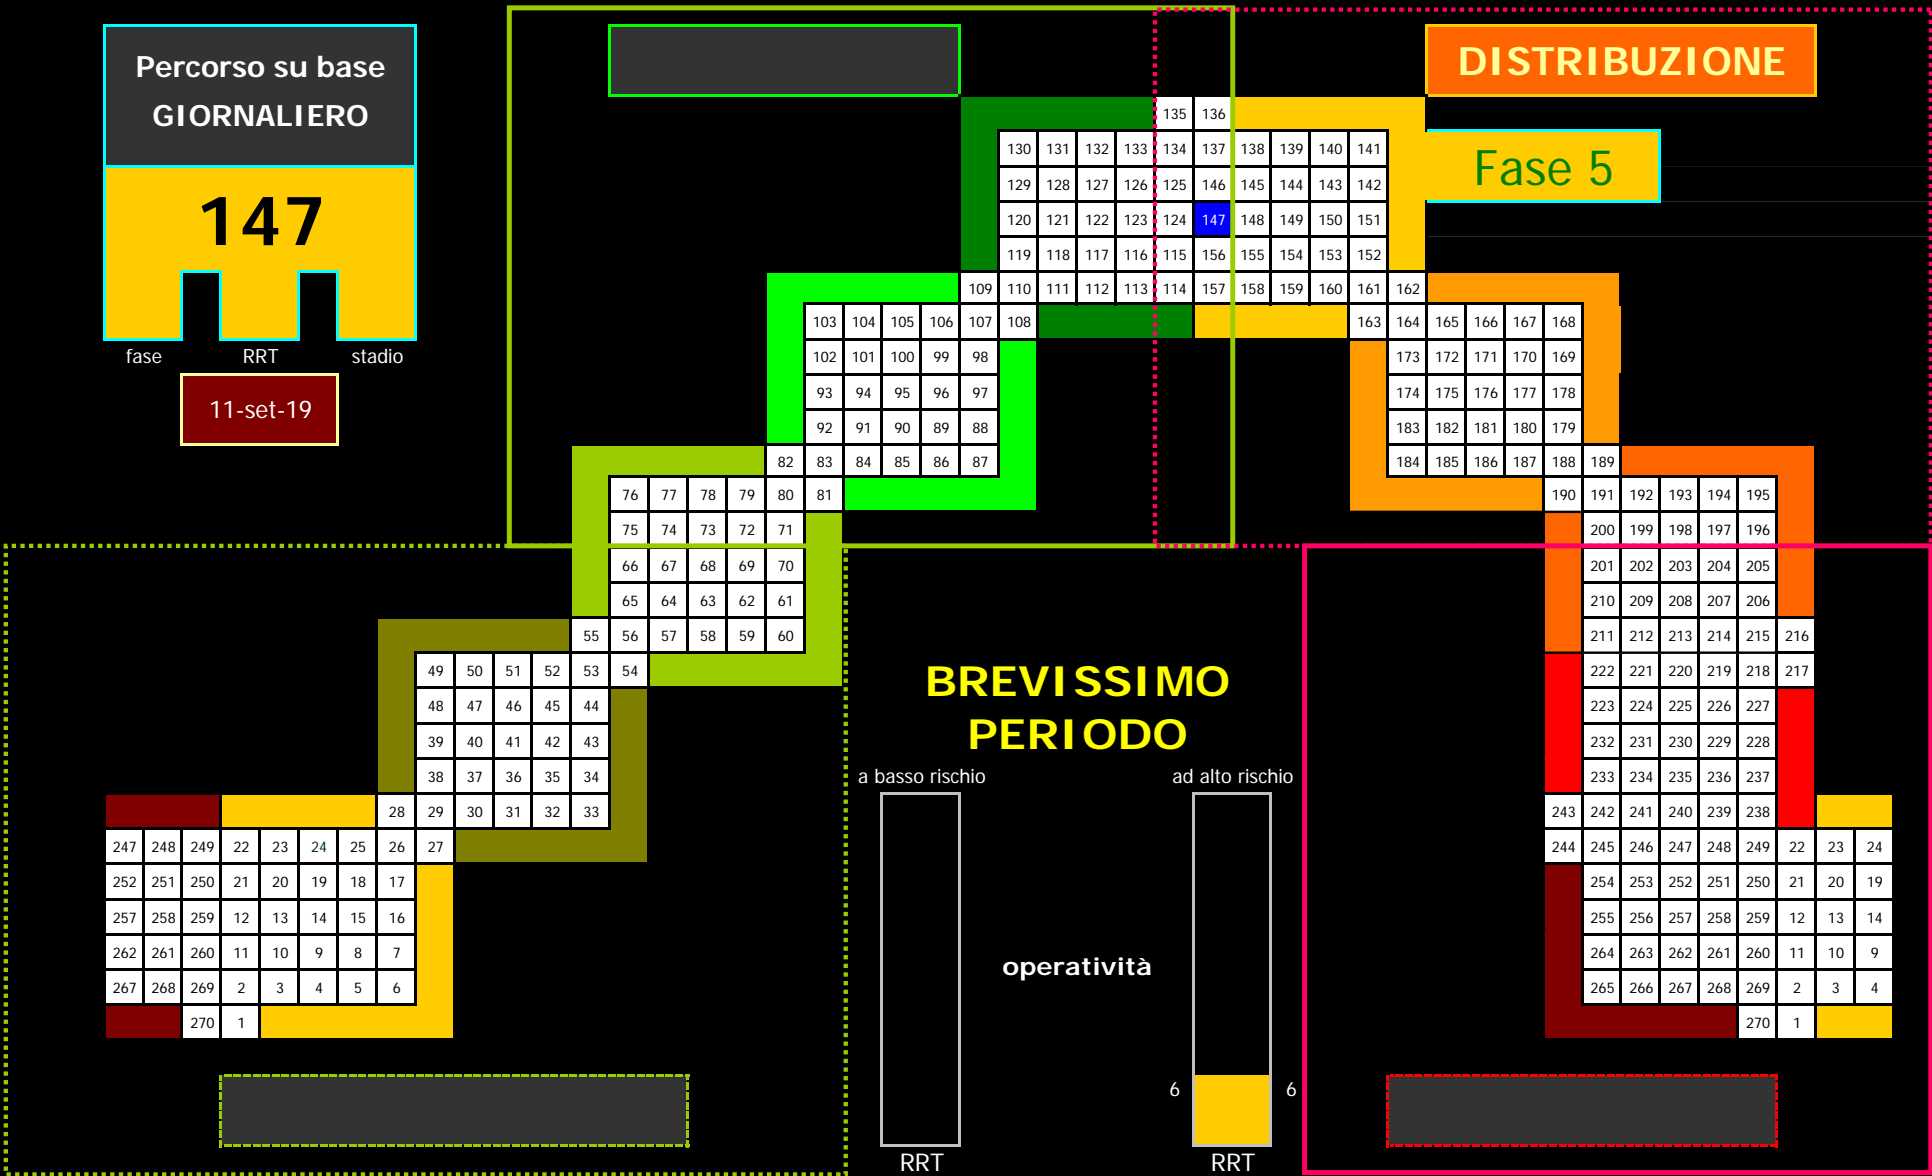 Percorso su base
GIORNALIERO
147
fase RRT stadio
11-set-19
DISTRIBUZIONE
Fase 5
135 136
130 131 132 133 134 137 138 139 140 141
129 128 127 126 125 146 145 144 143 142
120 121 122 123 124 147 148 149 150 151
119 118 117 116 115 156 155 154 153 152
109 110 111 112 113 114 157 158 159 160 161 162
103 104 105 106 107 108 163 164 165 166 167 168
102 101 100 99 98 173 172 171 170 169
93 94 95 96 97 174 175 176 177 178
92 91 90 89 88 183 182 181 180 179
82 83 84 85 86 87 184 185 186 187 188 189
76 77 78 79 80 81 190 191 192 193 194 195
75 74 73 72 71 200 199 198 197 196
66 67 68 69 70 201 202 203 204 205
65 64 63 62 61 210 209 208 207 206
55 56 57 58 59 60 211 212 213 214 215 216
49 50 51 52 53 54 222 221 220 219 218 217
48 47 46 45 44 223 224 225 226 227
39 40 41 42 43 232 231 230 229 228
38 37 36 35 34 233 234 235 236 237
28 29 30 31 32 33 243 242 241 240 239 238
247 248 249 22 23 24 25 26 27 244 245 246 247 248 249 22 23 24
252 251 250 21 20 19 18 17 254 253 252 251 250 21 20 19
257 258 259 12 13 14 15 16 255 256 257 258 259 12 13 14
262 261 260 11 10 9 8 7 264 263 262 261 260 11 10 9
267 268 269 2 3 4 5 6 265 266 267 268 269 2 3 4
270 1 270 1
BREVISSIMO
PERIODO
a basso rischio ad alto rischio
operatività
6 6
RRT RRT